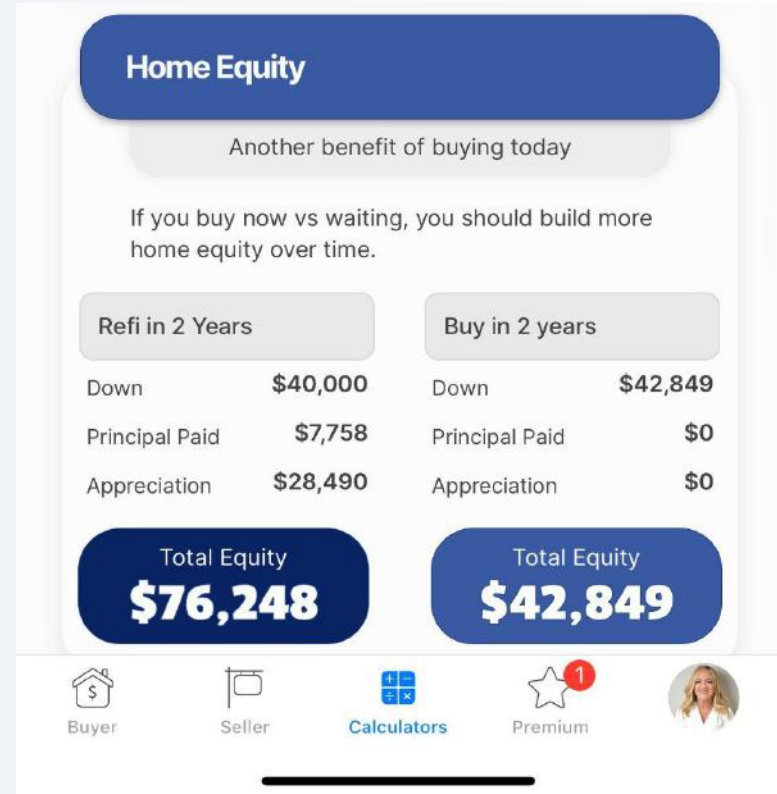 Home Equity
Another benefit of buying today
If you buy now vs waiting, you should build more
home equity over time.
Refi in 2 Years
Down $40,000
Principal Paid $7,758
Appreciation $28,490
Total Equity
$76,248
Buy in 2 years
Down $42,849
Principal Paid $0
Appreciation $0
Total Equity
$42,849
$
Buyer
Seller
Calculators
1
Premium